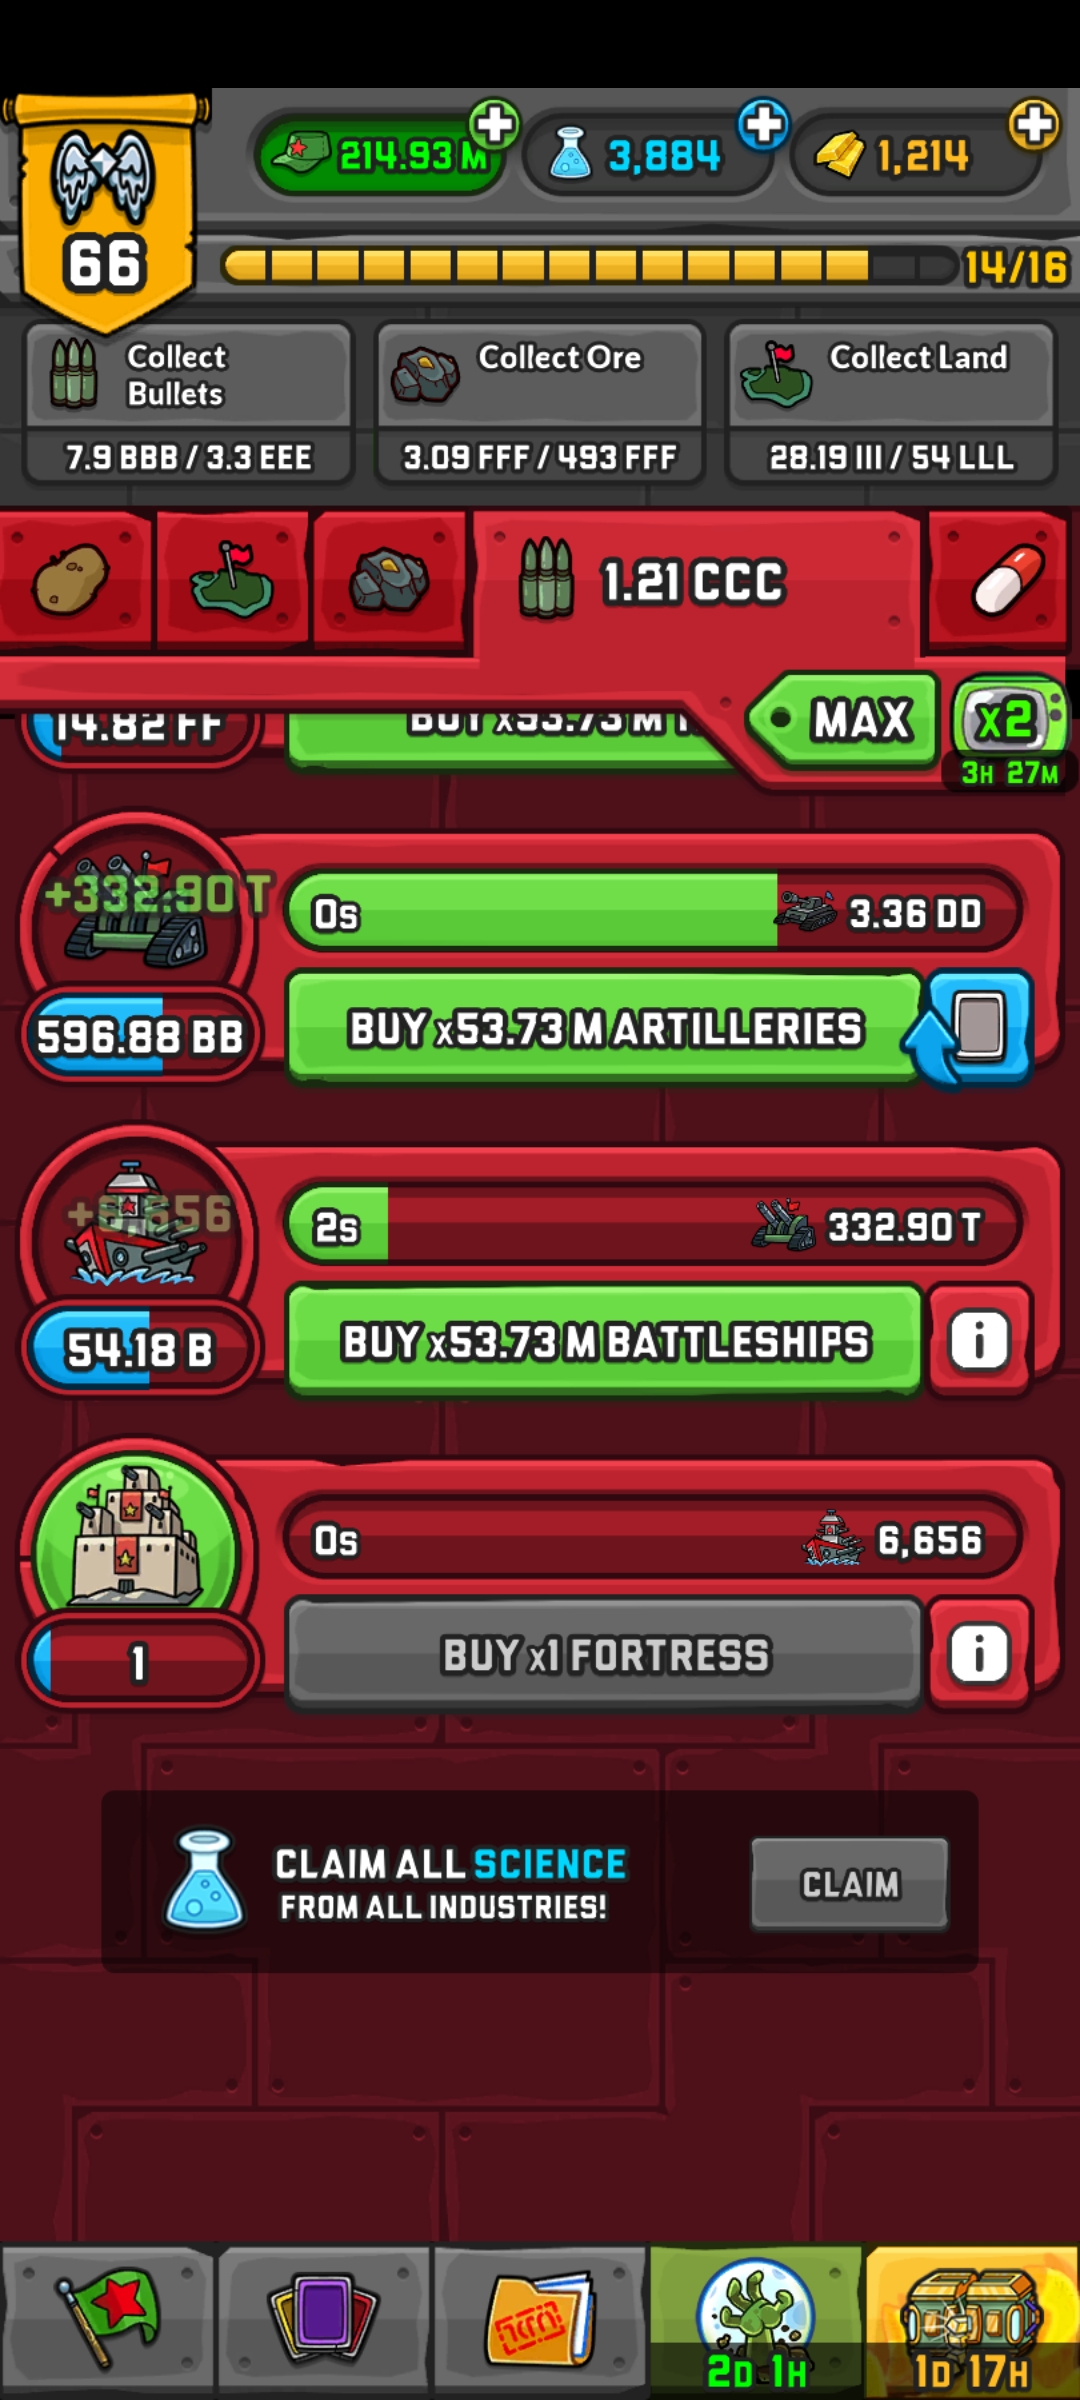 214.93 M
3,884
1,214
66
14/16
Collect
Bullets
Collect Ore
Collect Land
7.9 BBB / 3.3 EEE
3.09 FFF / 493 FFF
28.19 III / 54 LLL
1.21 CCC
MAX
x2
3H 27M
14.82 FF
BUY x53.73 M T
+332.90 T
0s
3.36 DD
596.88 BB
BUY x53.73 M ARTILLERIES
+6,656
2s
332.90 T
54.18 B
BUY x53.73 M BATTLESHIPS
i
0s
6,656
1
BUY x1 FORTRESS
i
CLAIM ALL SCIENCE
FROM ALL INDUSTRIES!
CLAIM
2D 1H
1D 17H